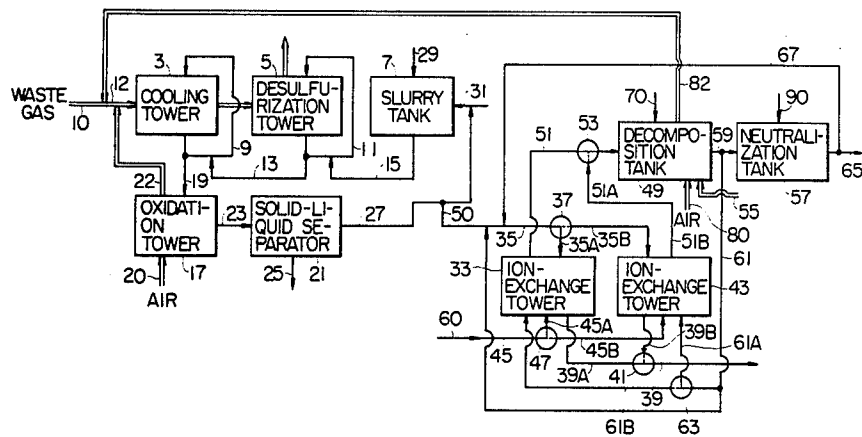 WASTE
GAS
10
12
3
COOLING
TOWER
5
DESULFU-
RIZATION
TOWER
7
29
SLURRY
TANK
31
9
11
13
15
22
19
OXIDATI-
ON
TOWER
20
AIR
17
23
SOLID-LI-
QUID SE-
PARATOR
25
21
27
50
67
82
70
90
51
53
DECOMPO-
SITION
TANK
59
NEUTRALI-
ZATION
TANK
65
49
57
51A
55
AIR
80
51B
61
37
35
35A
35B
33
ION-
EXCHANGE
TOWER
ION-
EXCHANGE
TOWER
43
60
45A
45
47
45B
39B
61A
39A
41
39
63
61B